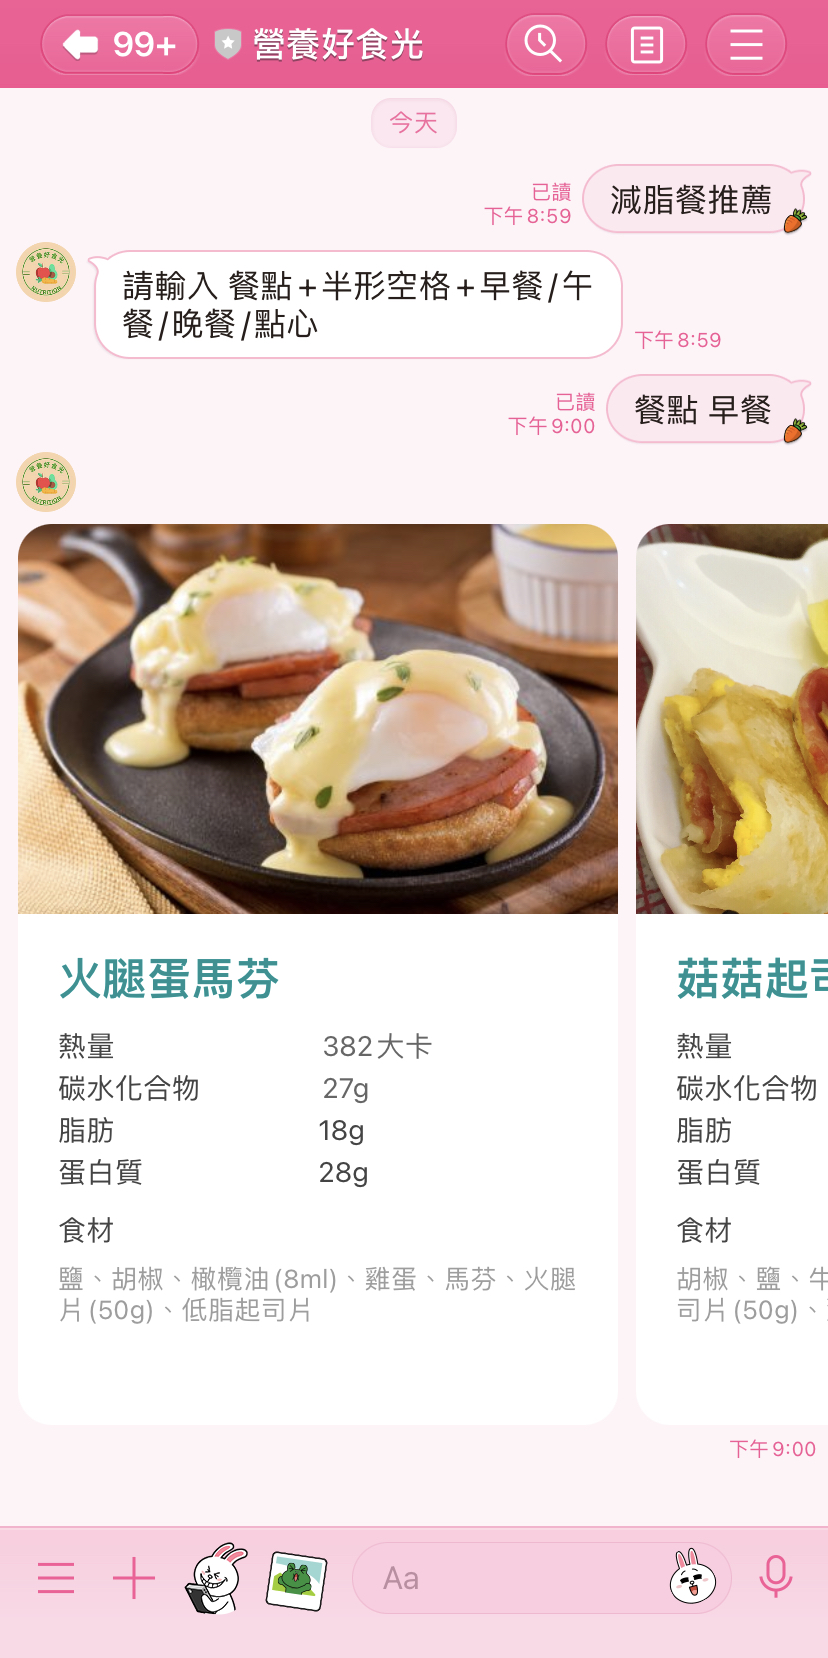 99+
營養好食光
今天
減脂餐推薦
已讀
下午 8:59
請輸入 餐點+半形空格+早餐/午
餐/晚餐/點心
下午 8:59
餐點 早餐
已讀
下午 9:00
火腿蛋馬芬
熱量 382大卡
碳水化合物 27g
脂肪 18g
蛋白質 28g
食材
鹽、胡椒、橄欖油(8ml)、雞蛋、馬芬、火腿
片(50g)、低脂起司片
菇菇起
熱量
碳水化合物
脂肪
蛋白質
食材
胡椒、鹽、牛
司片(50g)、
下午 9:00
Aa